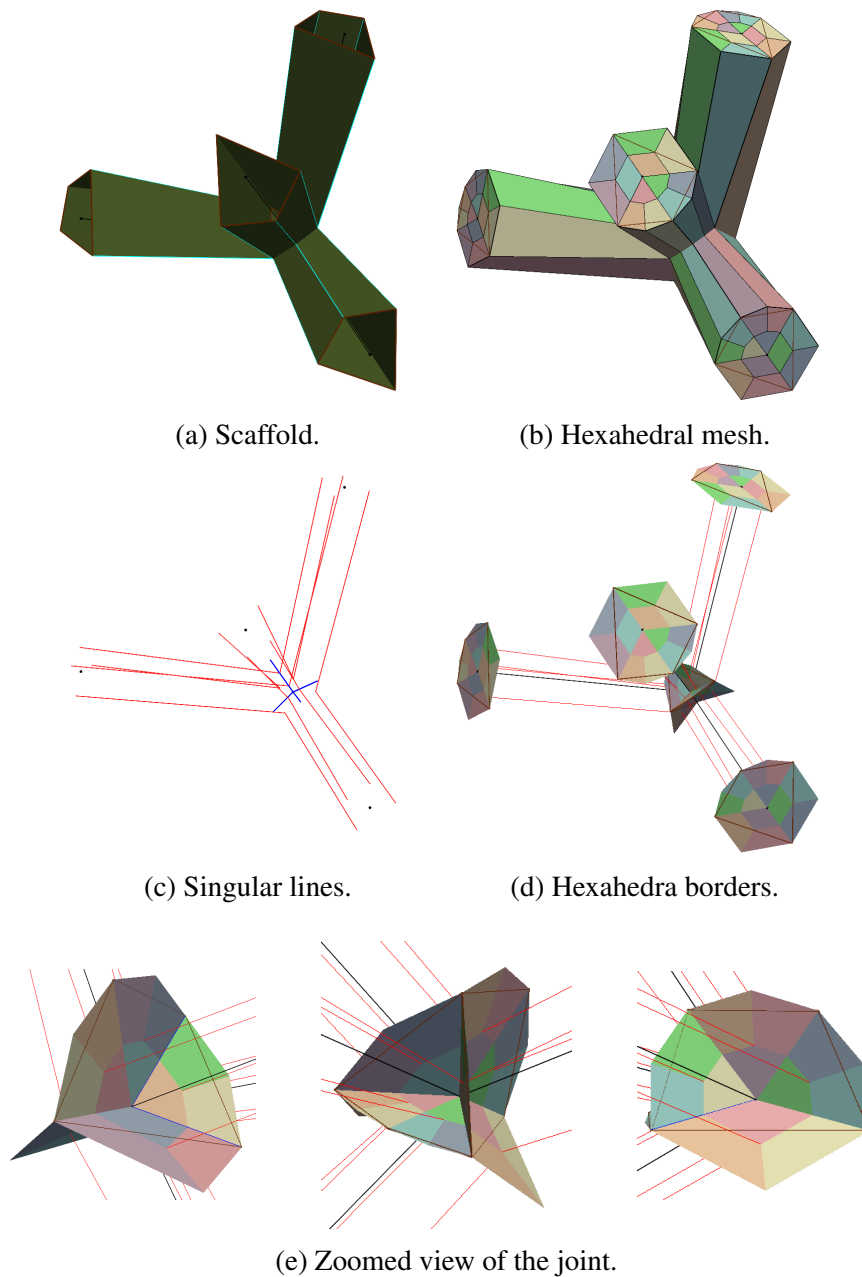 (a) Scaffold.
(b) Hexahedral mesh.
(c) Singular lines.
(d) Hexahedra borders.
(e) Zoomed view of the joint.